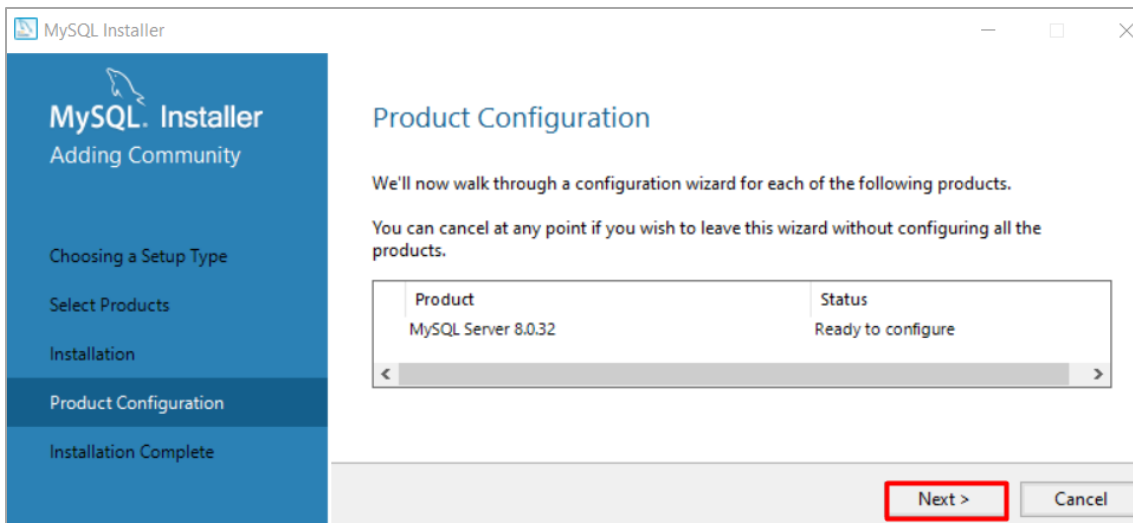 MySQL Installer
MySQL. Installer
Adding Community
Choosing a Setup Type
Select Products
Installation
Product Configuration
Installation Complete
Product Configuration
We'll now walk through a configuration wizard for each of the following products.
You can cancel at any point if you wish to leave this wizard without configuring all the
products.
Product Status
MySQL Server 8.0.32 Ready to configure
Next > Cancel